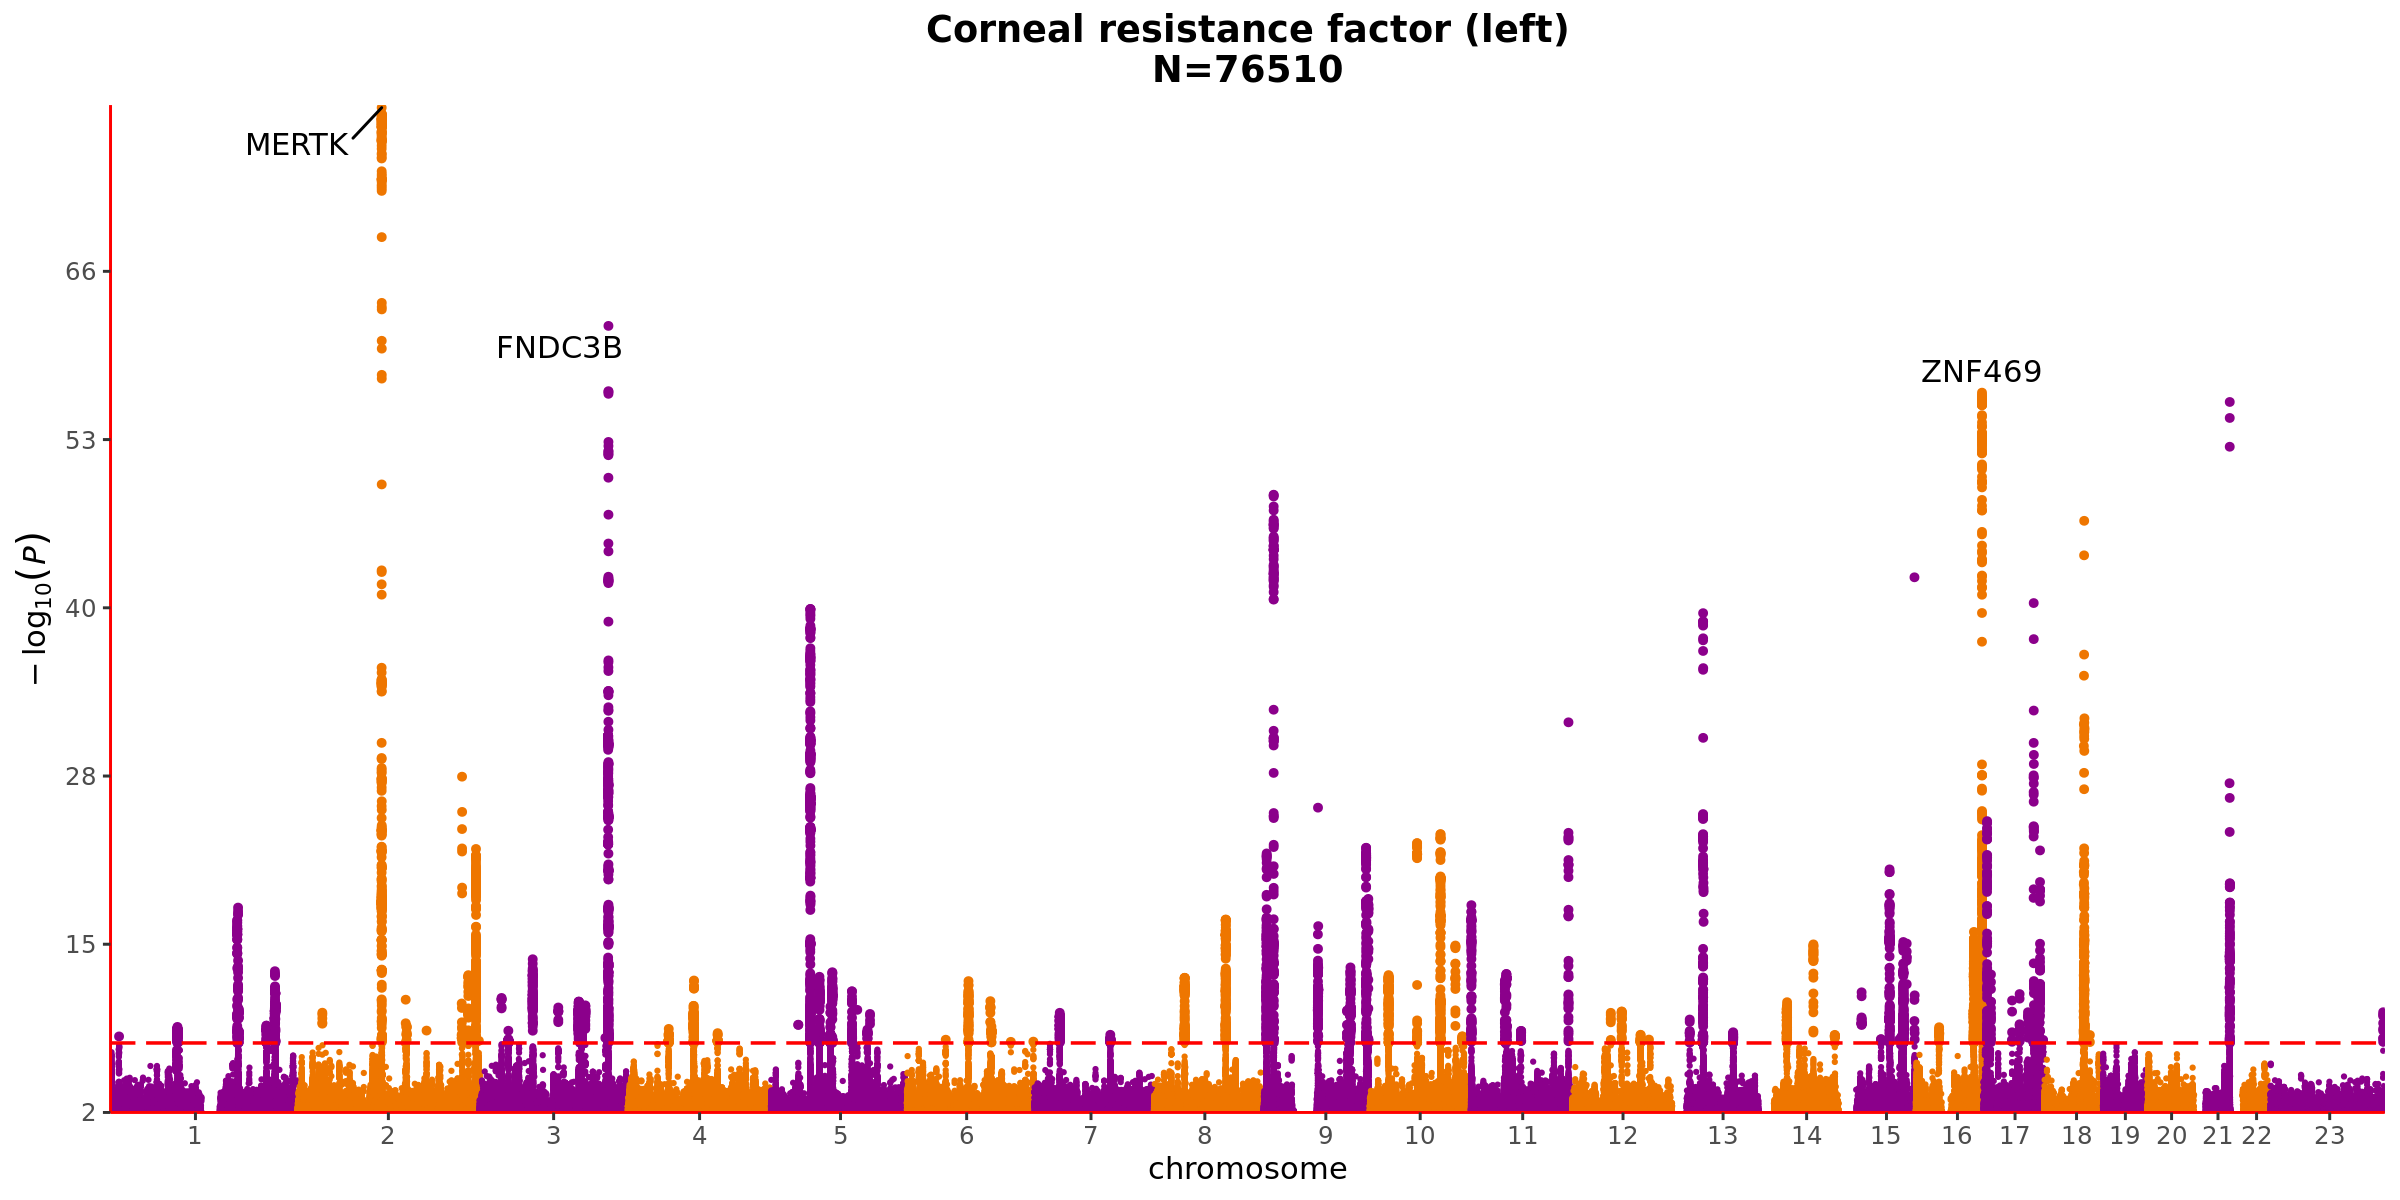 Corneal resistance factor (left)
N=76510
MERTK
FNDC3B
ZNF469
66
53
40
28
15
2
− log10(P)
1 2 3 4 5 6 7 8 9 10 11 12 13 14 15 16 17 18 19 20 21 22 23
chromosome